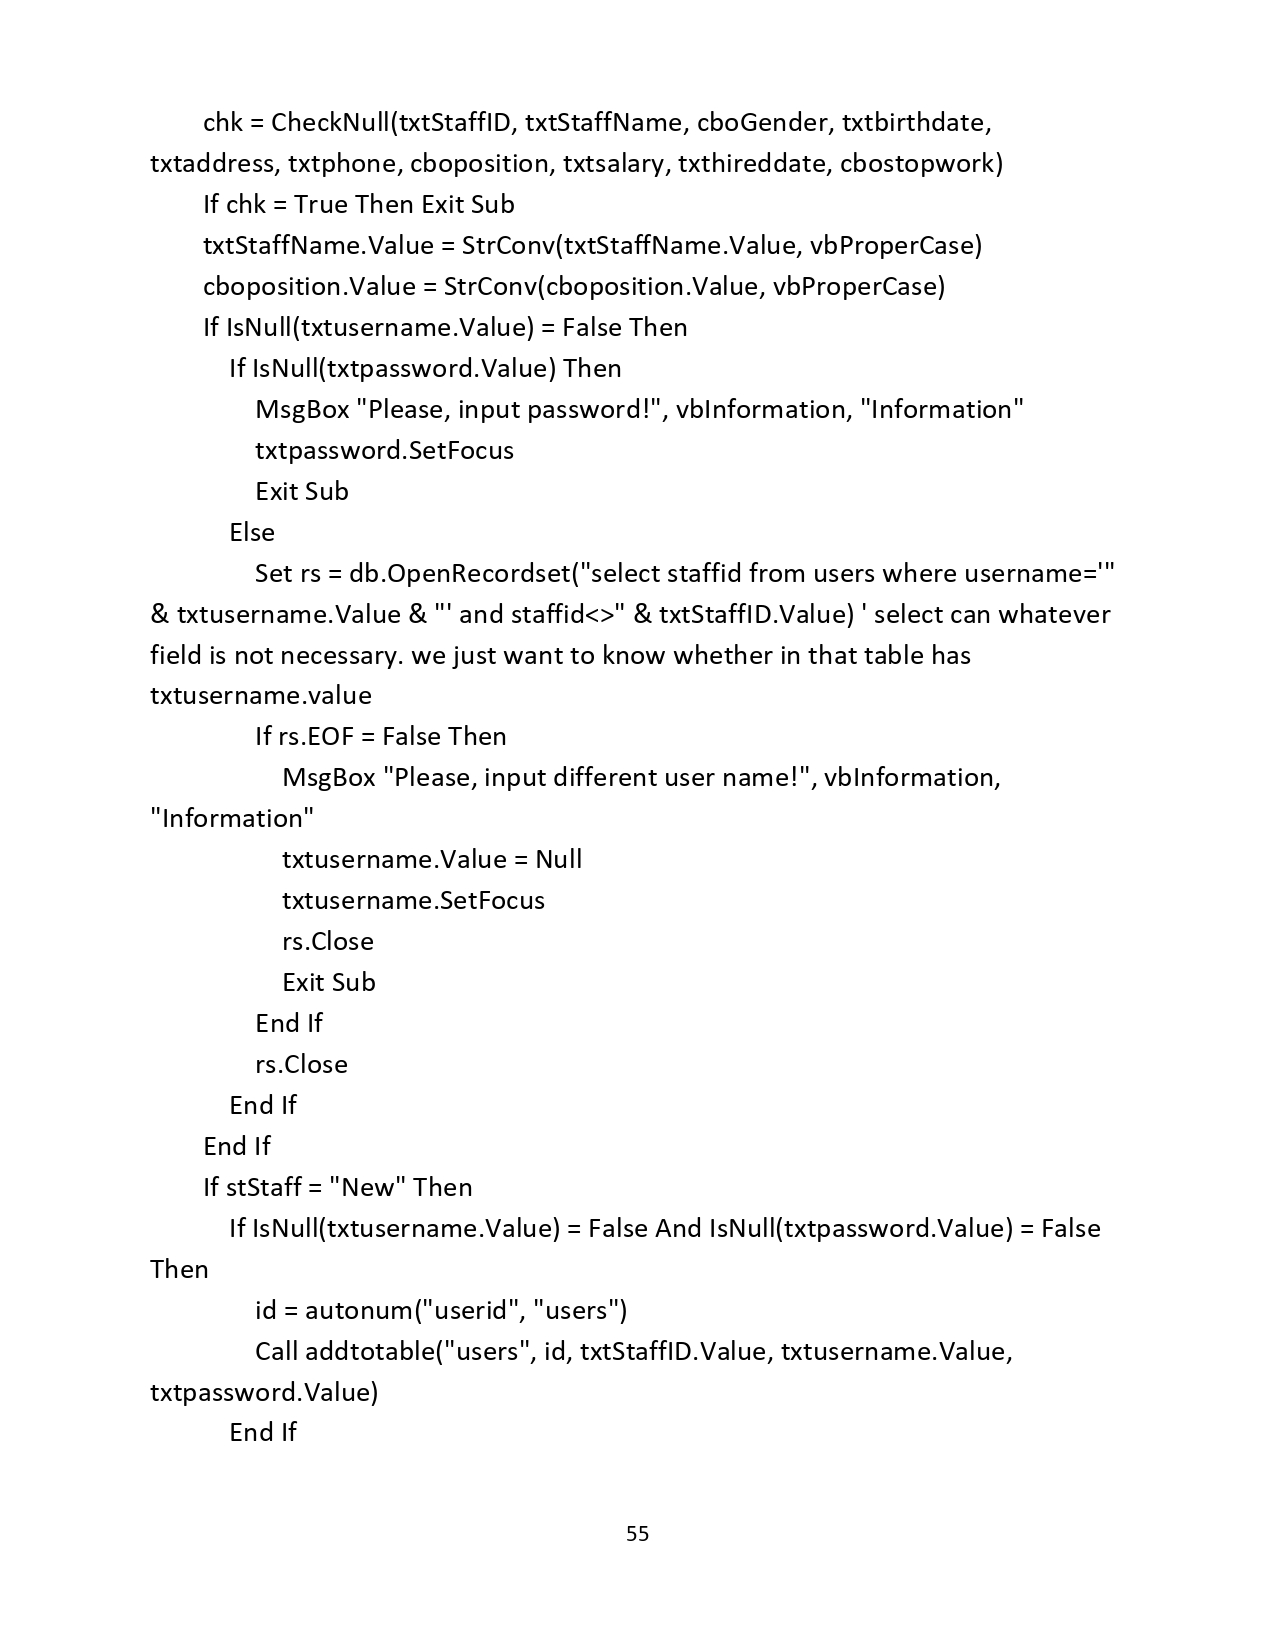 chk = CheckNull(txtStaffID, txtStaffName, cboGender, txtbirthdate,
txtaddress, txtphone, cboposition, txtsalary, txthireddate, cbostopwork)
If chk = True Then Exit Sub
txtStaffName.Value = StrConv(txtStaffName.Value, vbProperCase)
cboposition.Value = StrConv(cboposition.Value, vbProperCase)
If IsNull(txtusername.Value) = False Then
If IsNull(txtpassword.Value) Then
MsgBox "Please, input password!", vbInformation, "Information"
txtpassword.SetFocus
Exit Sub
Else
Set rs = db.OpenRecordset("select staffid from users where username='"
& txtusername.Value & "' and staffid<>" & txtStaffID.Value) ' select can whatever
field is not necessary. we just want to know whether in that table has
txtusername.value
If rs.EOF = False Then
MsgBox "Please, input different user name!", vbInformation,
"Information"
txtusername.Value = Null
txtusername.SetFocus
rs.Close
Exit Sub
End If
rs.Close
End If
End If
If stStaff = "New" Then
If IsNull(txtusername.Value) = False And IsNull(txtpassword.Value) = False
Then
id = autonum("userid", "users")
Call addtotable("users", id, txtStaffID.Value, txtusername.Value,
txtpassword.Value)
End If
55